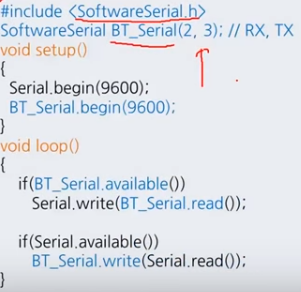 #include <SoftwareSerial.h>
SoftwareSerial BT_Serial(2, 3); // RX, TX
void setup()
{
Serial.begin(9600);
BT_Serial.begin(9600);
}
void loop()
{
if(BT_Serial.available())
Serial.write(BT_Serial.read());
if(Serial.available())
BT_Serial.write(Serial.read());
}